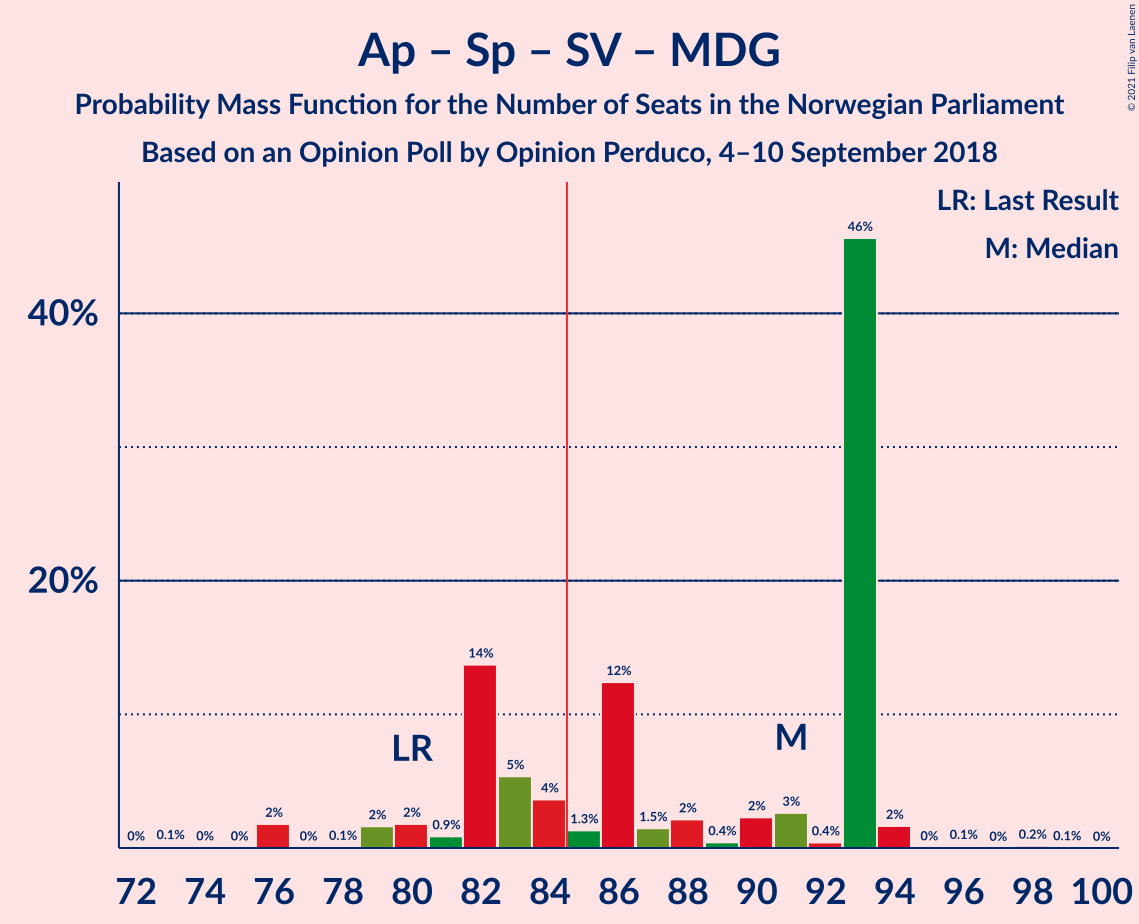 Ap – Sp – SV – MDG
Probability Mass Function for the Number of Seats in the Norwegian Parliament
Based on an Opinion Poll by Opinion Perduco, 4–10 September 2018
© 2021 Filip van Laenen
LR: Last Result
M: Median
40%
20%
0% 0.1% 0% 0% 2% 0% 0.1% 2% 2% 0.9% 14% 5% 4% 1.3% 12% 1.5% 2% 0.4% 2% 3% 0.4% 46% 2% 0% 0.1% 0% 0.2% 0.1% 0%
LR
M
72 74 76 78 80 82 84 86 88 90 92 94 96 98 100